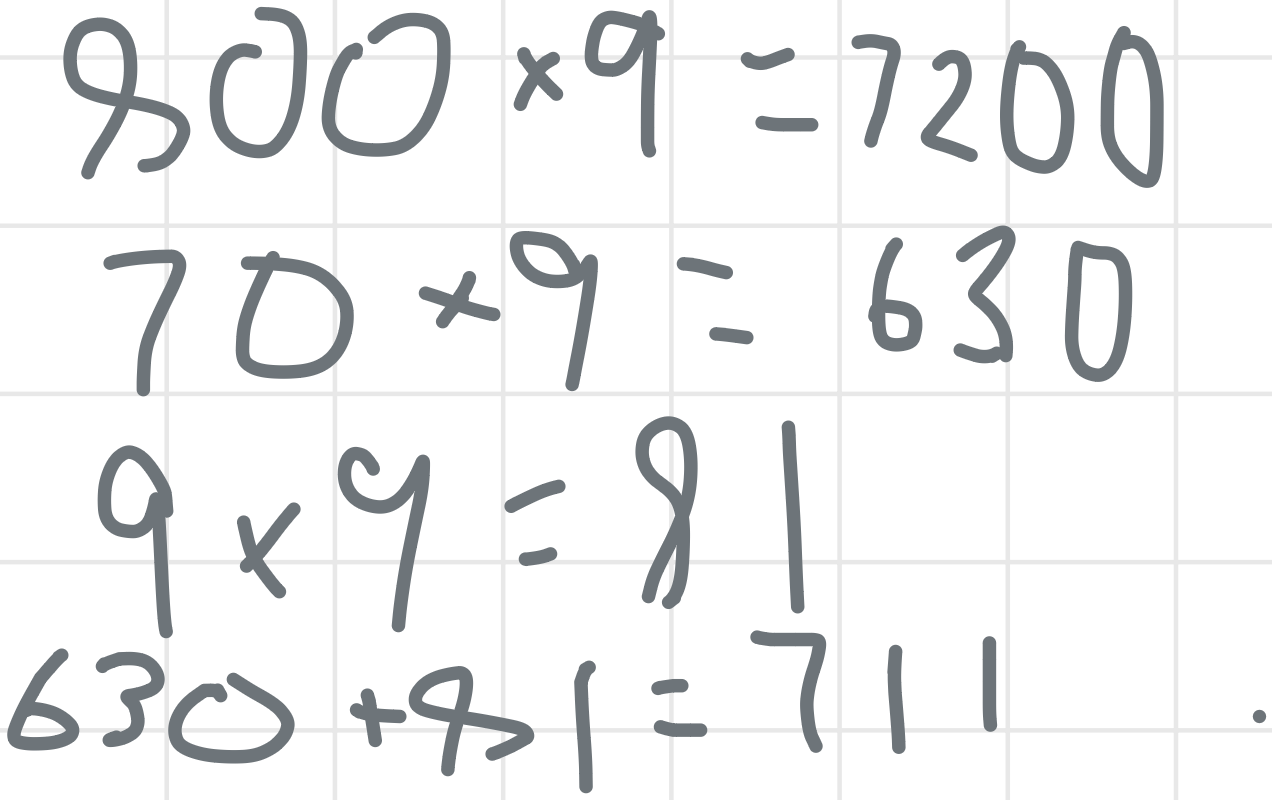 800 × 9 = 7200
70 × 9 = 630
9 × 9 = 81
630 + 81 = 711